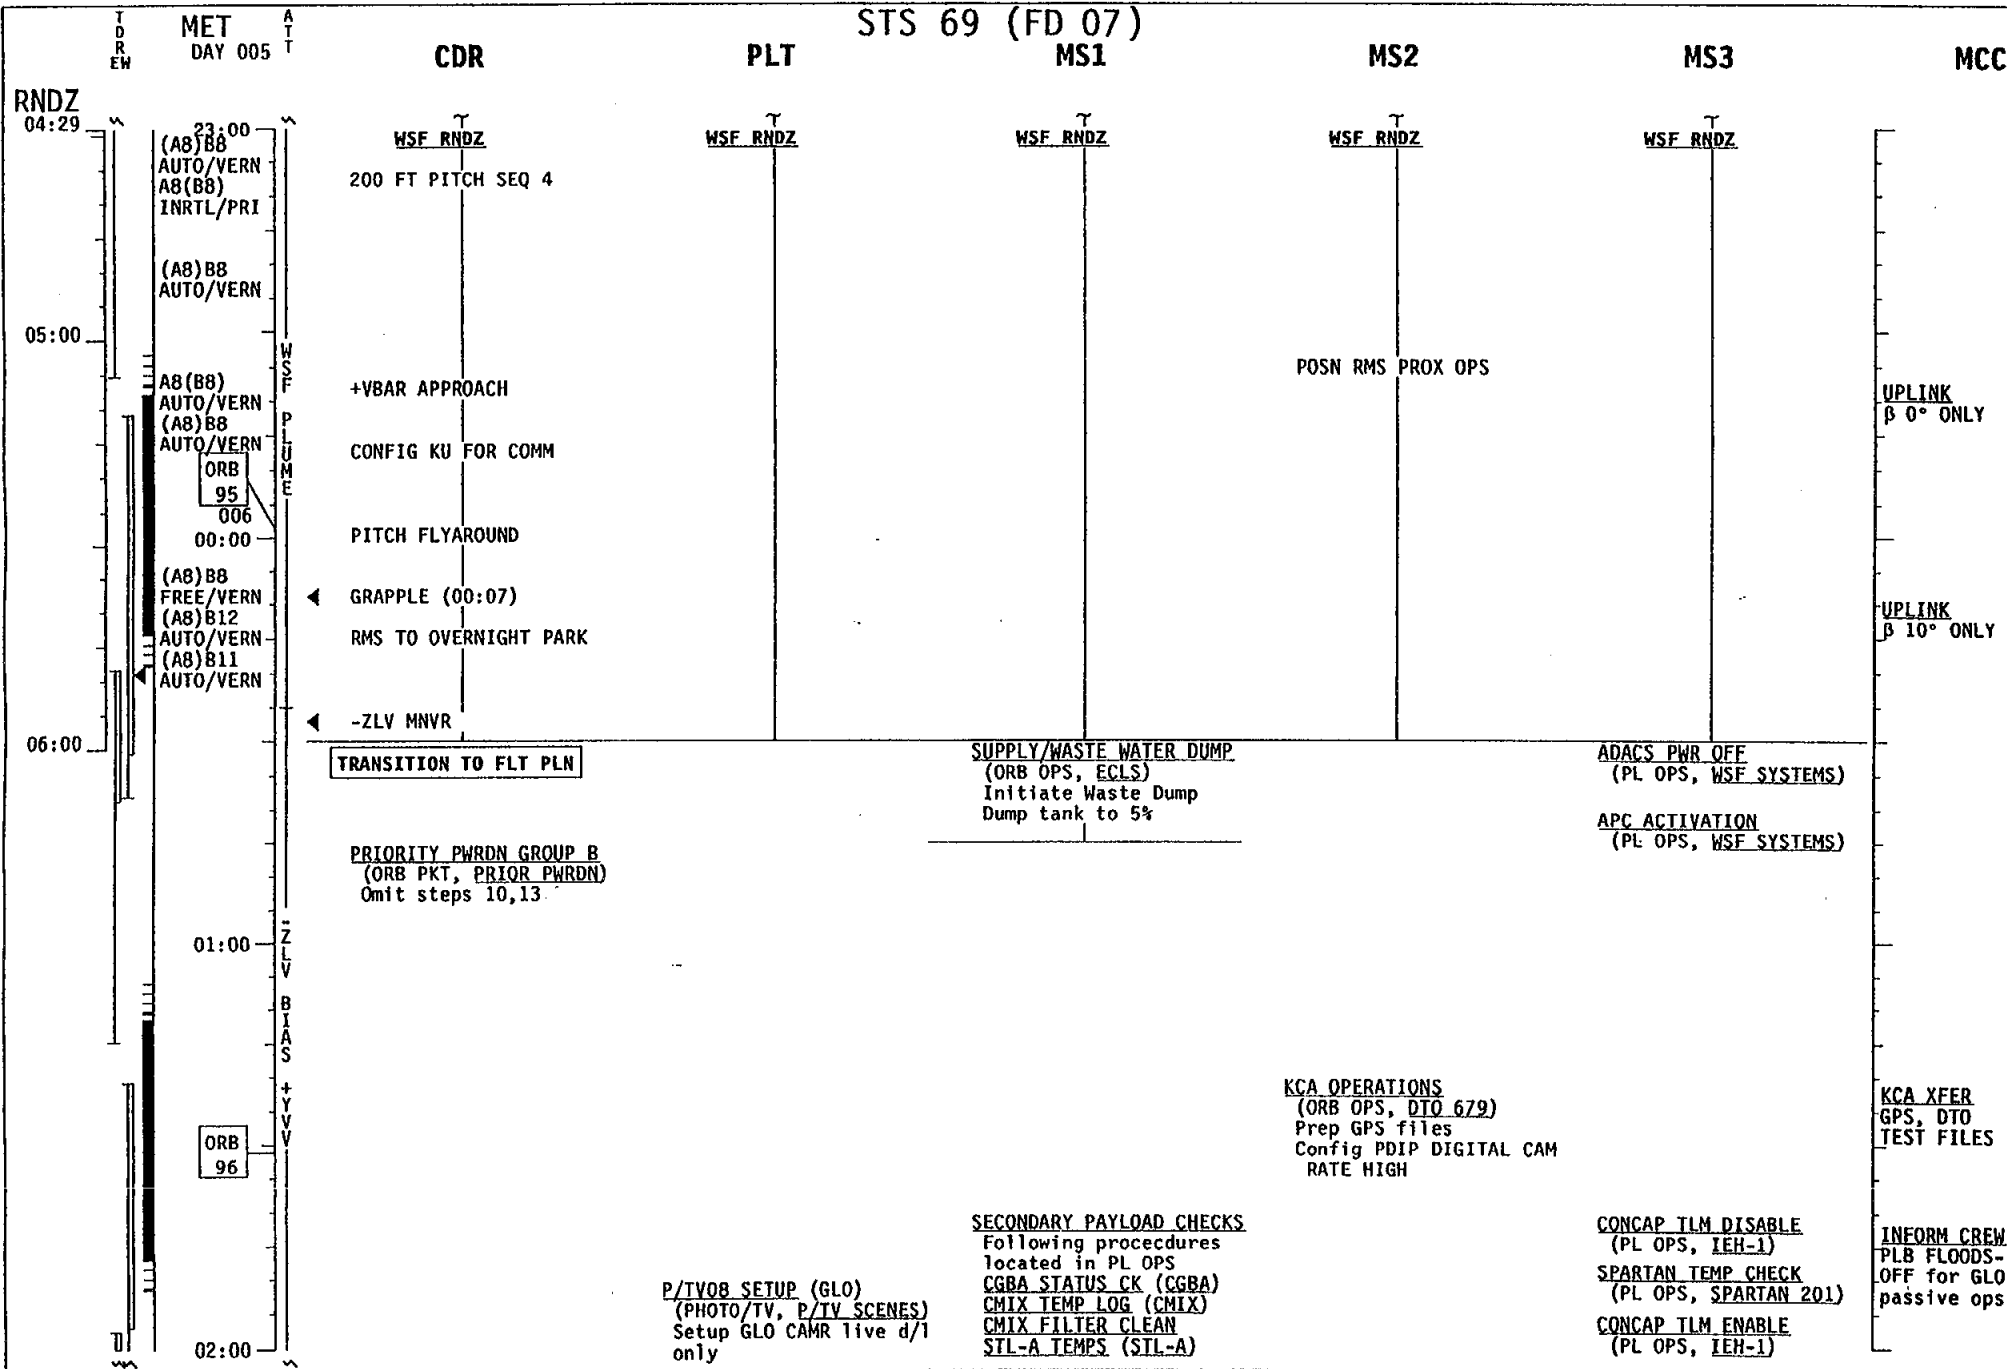 STS 69 (FD 07)
TDREW
MET
DAY 005
ATT
CDR
PLT
MS1
MS2
MS3
MCC
RNDZ
04:29
23:00
(A8)B8
AUTO/VERN
A8(B8)
INRTL/PRI
(A8)B8
AUTO/VERN
05:00
A8(B8)
AUTO/VERN
(A8)B8
AUTO/VERN
ORB
95
006
00:00
(A8)B8
FREE/VERN
(A8)B12
AUTO/VERN
(A8)B11
AUTO/VERN
06:00
01:00
ORB
96
02:00
WSF PLUME
-ZLV BIAS +YVV
WSF RNDZ
200 FT PITCH SEQ 4
+VBAR APPROACH
CONFIG KU FOR COMM
PITCH FLYAROUND
GRAPPLE (00:07)
RMS TO OVERNIGHT PARK
-ZLV MNVR
TRANSITION TO FLT PLN
PRIORITY PWRDN GROUP B
(ORB PKT, PRIOR PWRDN)
Omit steps 10,13
WSF RNDZ
P/TV08 SETUP (GLO)
(PHOTO/TV, P/TV SCENES)
Setup GLO CAMR live d/l
only
WSF RNDZ
SUPPLY/WASTE WATER DUMP
(ORB OPS, ECLS)
Initiate Waste Dump
Dump tank to 5%
SECONDARY PAYLOAD CHECKS
Following procecdures
located in PL OPS
CGBA STATUS CK (CGBA)
CMIX TEMP LOG (CMIX)
CMIX FILTER CLEAN
STL-A TEMPS (STL-A)
WSF RNDZ
POSN RMS PROX OPS
KCA OPERATIONS
(ORB OPS, DTO 679)
Prep GPS files
Config PDIP DIGITAL CAM
RATE HIGH
WSF RNDZ
ADACS PWR OFF
(PL OPS, WSF SYSTEMS)
APC ACTIVATION
(PL OPS, WSF SYSTEMS)
CONCAP TLM DISABLE
(PL OPS, IEH-1)
SPARTAN TEMP CHECK
(PL OPS, SPARTAN 201)
CONCAP TLM ENABLE
(PL OPS, IEH-1)
UPLINK
β 0° ONLY
UPLINK
β 10° ONLY
KCA XFER
GPS, DTO
TEST FILES
INFORM CREW
PLB FLOODS-
OFF for GLO
passive ops